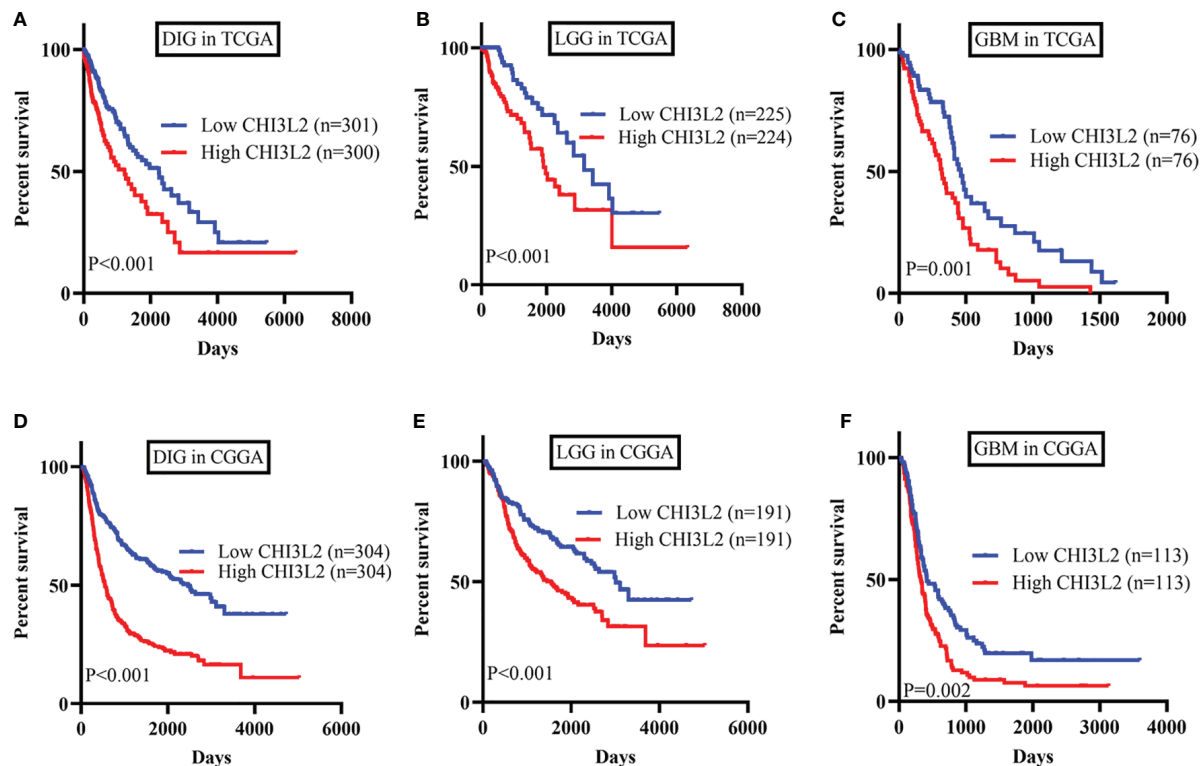 A
DIG in TCGA
Percent survival
100
50
0
Low CHI3L2 (n=301)
High CHI3L2 (n=300)
P<0.001
0 2000 4000 6000 8000
Days
B
LGG in TCGA
Percent survival
100
50
0
Low CHI3L2 (n=225)
High CHI3L2 (n=224)
P<0.001
0 2000 4000 6000 8000
Days
C
GBM in TCGA
Percent survival
100
50
0
Low CHI3L2 (n=76)
High CHI3L2 (n=76)
P=0.001
0 500 1000 1500 2000
Days
D
DIG in CGGA
Percent survival
100
50
0
Low CHI3L2 (n=304)
High CHI3L2 (n=304)
P<0.001
0 2000 4000 6000
Days
E
LGG in CGGA
Percent survival
100
50
0
Low CHI3L2 (n=191)
High CHI3L2 (n=191)
P<0.001
0 2000 4000 6000
Days
F
GBM in CGGA
Percent survival
100
50
0
Low CHI3L2 (n=113)
High CHI3L2 (n=113)
P=0.002
0 1000 2000 3000 4000
Days